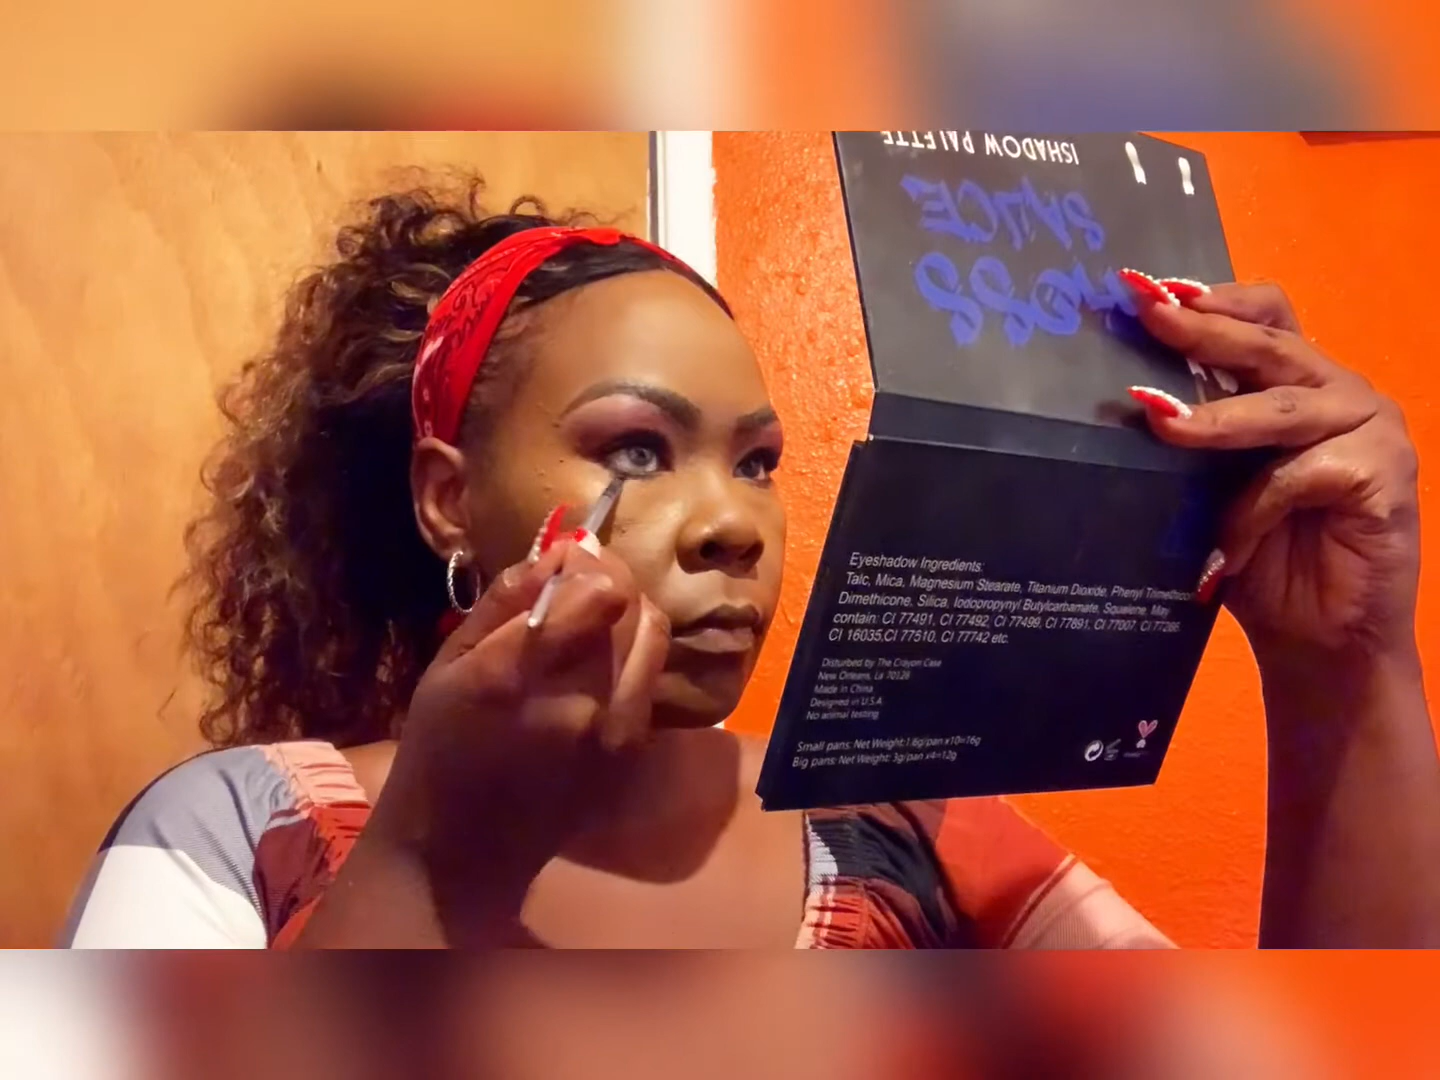 ISHADOW PALETTE
SAUCE
Eyeshadow Ingredients:
Talc, Mica, Magnesium Stearate, Titanium Dioxide, Phenyl Trimethicon
Dimethicone, Silica, Iodopropynyl Butylcarbamate, Squalene, May
contain: CI 77491, CI 77492, CI 77499, CI 77891, CI 77007, CI 77266,
CI 16035,CI 77510, CI 77742 etc.
Disturbed by The Crayon Case
New Orleans, La 70126
Made in China
Designed in U.S.A
No animal testing
Small pans: Net Weight:1.6g/pan x10=16g
Big pans: Net Weight: 3g/pan x4=12g